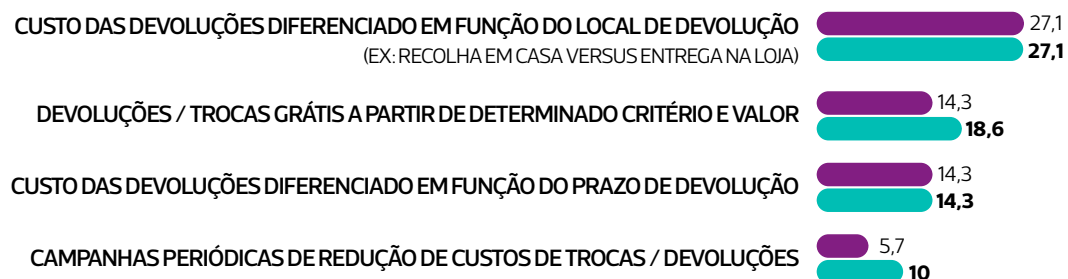 CUSTO DAS DEVOLUÇÕES DIFERENCIADO EM FUNÇÃO DO LOCAL DE DEVOLUÇÃO
(EX: RECOLHA EM CASA VERSUS ENTREGA NA LOJA)
27,1
27,1
DEVOLUÇÕES / TROCAS GRÁTIS A PARTIR DE DETERMINADO CRITÉRIO E VALOR
14,3
18,6
CUSTO DAS DEVOLUÇÕES DIFERENCIADO EM FUNÇÃO DO PRAZO DE DEVOLUÇÃO
14,3
14,3
CAMPANHAS PERIÓDICAS DE REDUÇÃO DE CUSTOS DE TROCAS / DEVOLUÇÕES
5,7
10